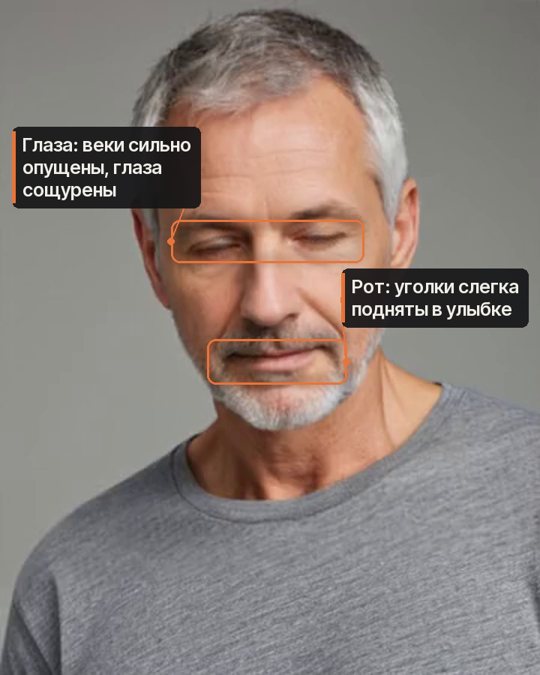 Глаза: веки сильно
опущены, глаза
сощурены
Рот: уголки слегка
подняты в улыбке